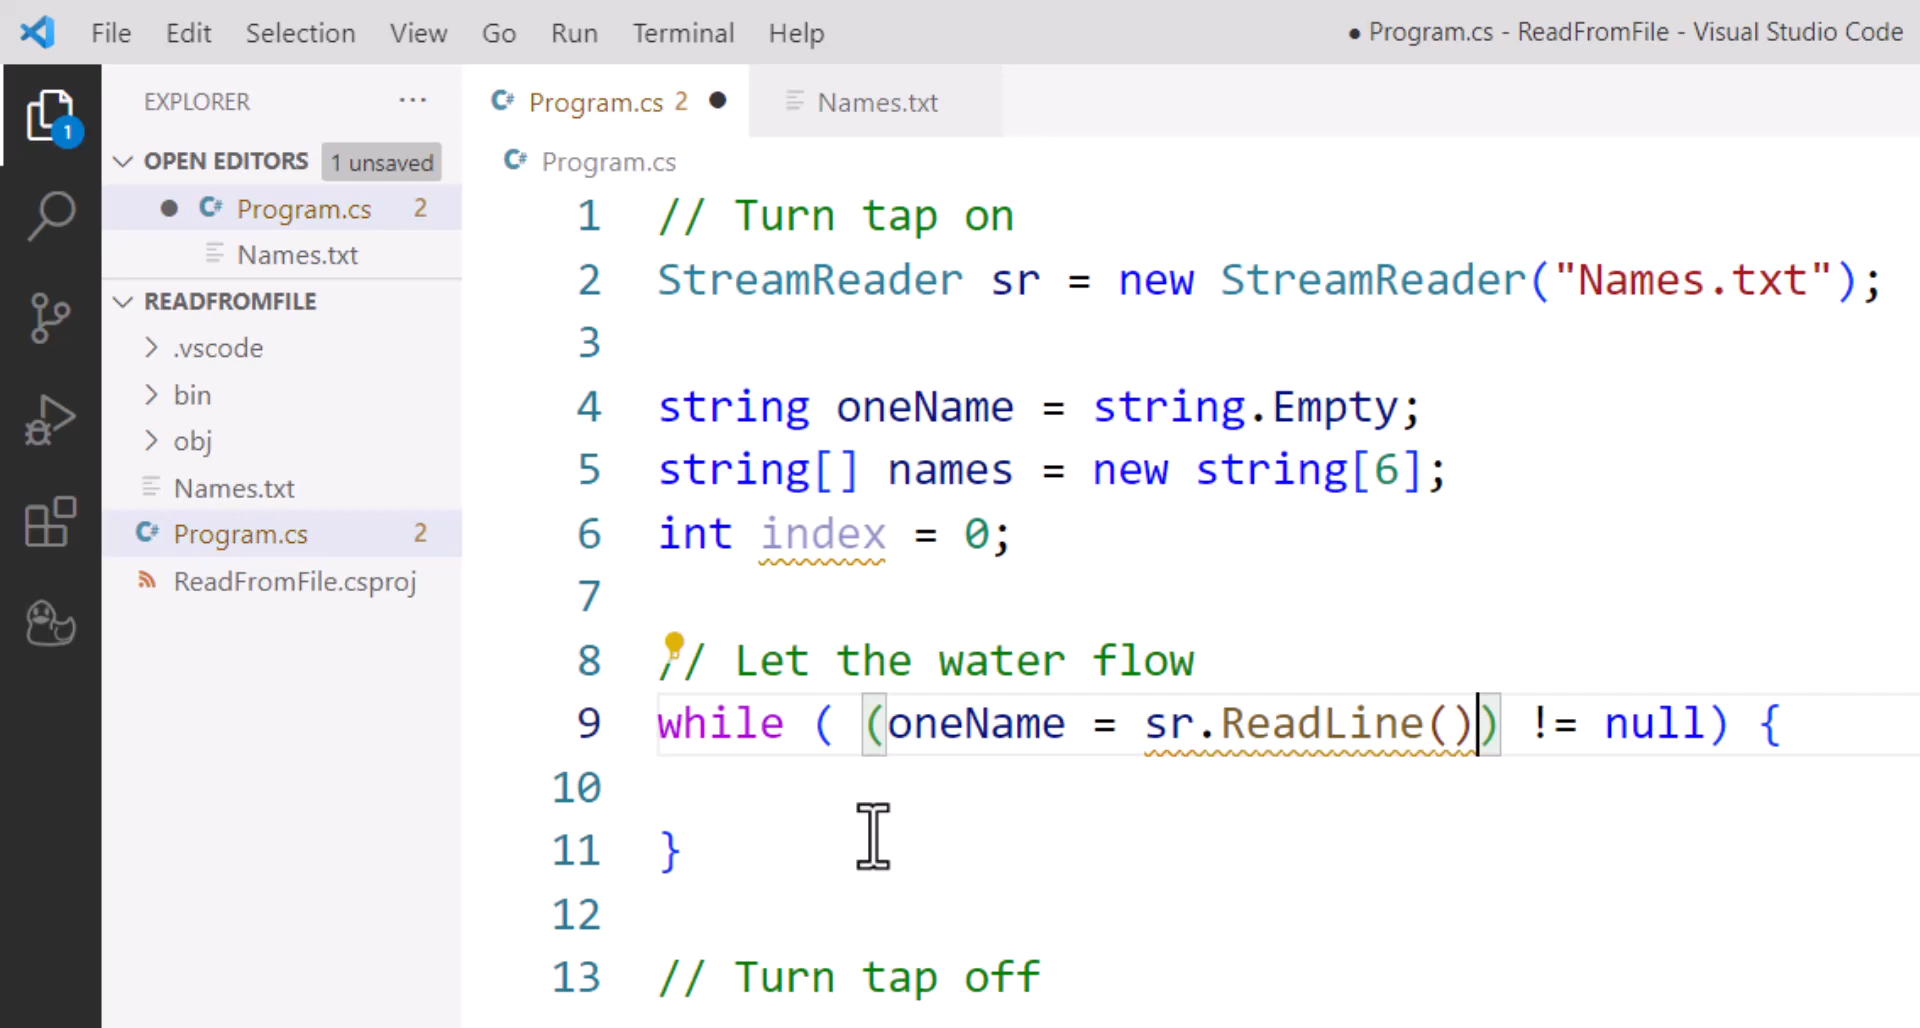 File Edit Selection View Go Run Terminal Help ● Program.cs - ReadFromFile - Visual Studio Code
1
EXPLORER ...
OPEN EDITORS 1 unsaved
● C# Program.cs 2
Names.txt
READFROMFILE
.vscode
bin
obj
Names.txt
C# Program.cs 2
ReadFromFile.csproj
C# Program.cs 2 ● Names.txt
C# Program.cs
1 // Turn tap on
2 StreamReader sr = new StreamReader("Names.txt");
3
4 string oneName = string.Empty;
5 string[] names = new string[6];
6 int index = 0;
7
8 // Let the water flow
9 while ( (oneName = sr.ReadLine()) != null) {
10
11 }
12
13 // Turn tap off